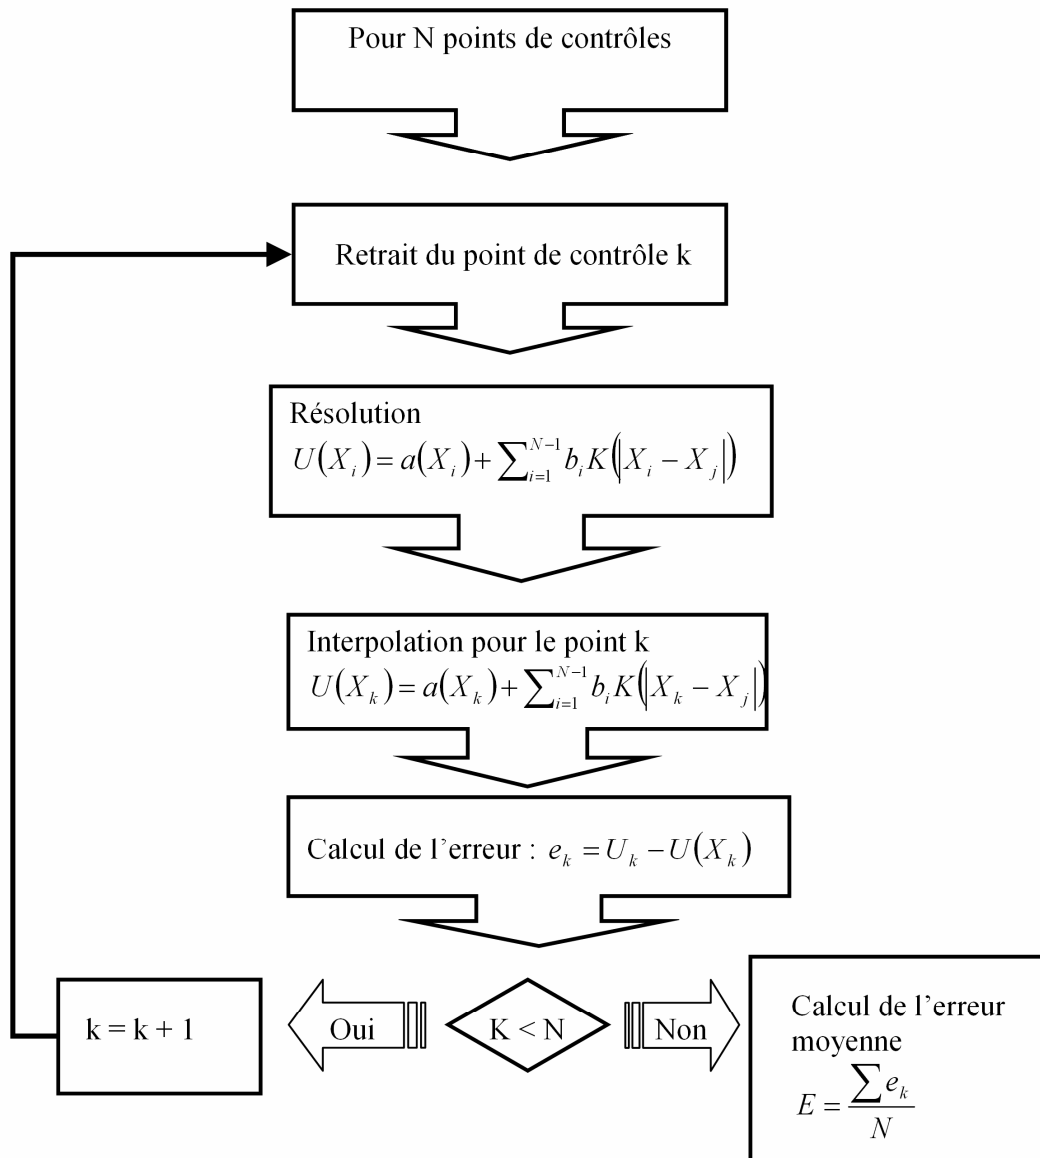 Pour N points de contrôles
Retrait du point de contrôle k
Résolution
U(X_i) = a(X_i) + ∑_{i=1}^{N-1} b_i K(|X_i − X_j|)
Interpolation pour le point k
U(X_k) = a(X_k) + ∑_{i=1}^{N-1} b_i K(|X_k − X_j|)
Calcul de l’erreur : e_k = U_k − U(X_k)
k = k + 1
Oui
K < N
Non
Calcul de l’erreur
moyenne
E = ∑ e_k / N